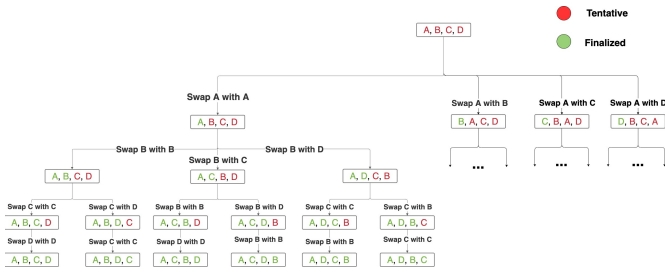 Tentative
A, B, C, D
Finalized
Swap A with A
Swap A with B
Swap A with C
Swap A with D
A, B, C, D
B, A, C, D
C, B, A, D
D, B, C, A
Swap B with B
Swap B with C
Swap B with D
...
...
...
A, B, C, D
A, C, B, D
A, D, C, B
Swap C with C
Swap C with D
Swap B with B
Swap B with D
Swap C with C
Swap C with B
A, B, C, D
A, B, D, C
A, C, B, D
A, C, D, B
A, D, C, B
A, D, B, C
Swap D with D
Swap C with C
Swap D with D
Swap B with B
Swap B with B
Swap C with C
A, B, C, D
A, B, D, C
A, C, B, D
A, C, D, B
A, D, C, B
A, D, B, C